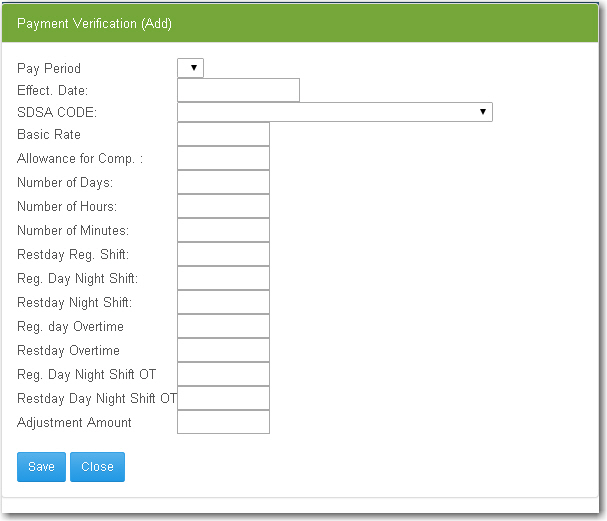 Payment Verification (Add)
Pay Period
Effect. Date:
SDSA CODE:
Basic Rate
Allowance for Comp. :
Number of Days:
Number of Hours:
Number of Minutes:
Restday Reg. Shift:
Reg. Day Night Shift:
Restday Night Shift:
Reg. day Overtime
Restday Overtime
Reg. Day Night Shift OT
Restday Day Night Shift OT
Adjustment Amount
Save Close